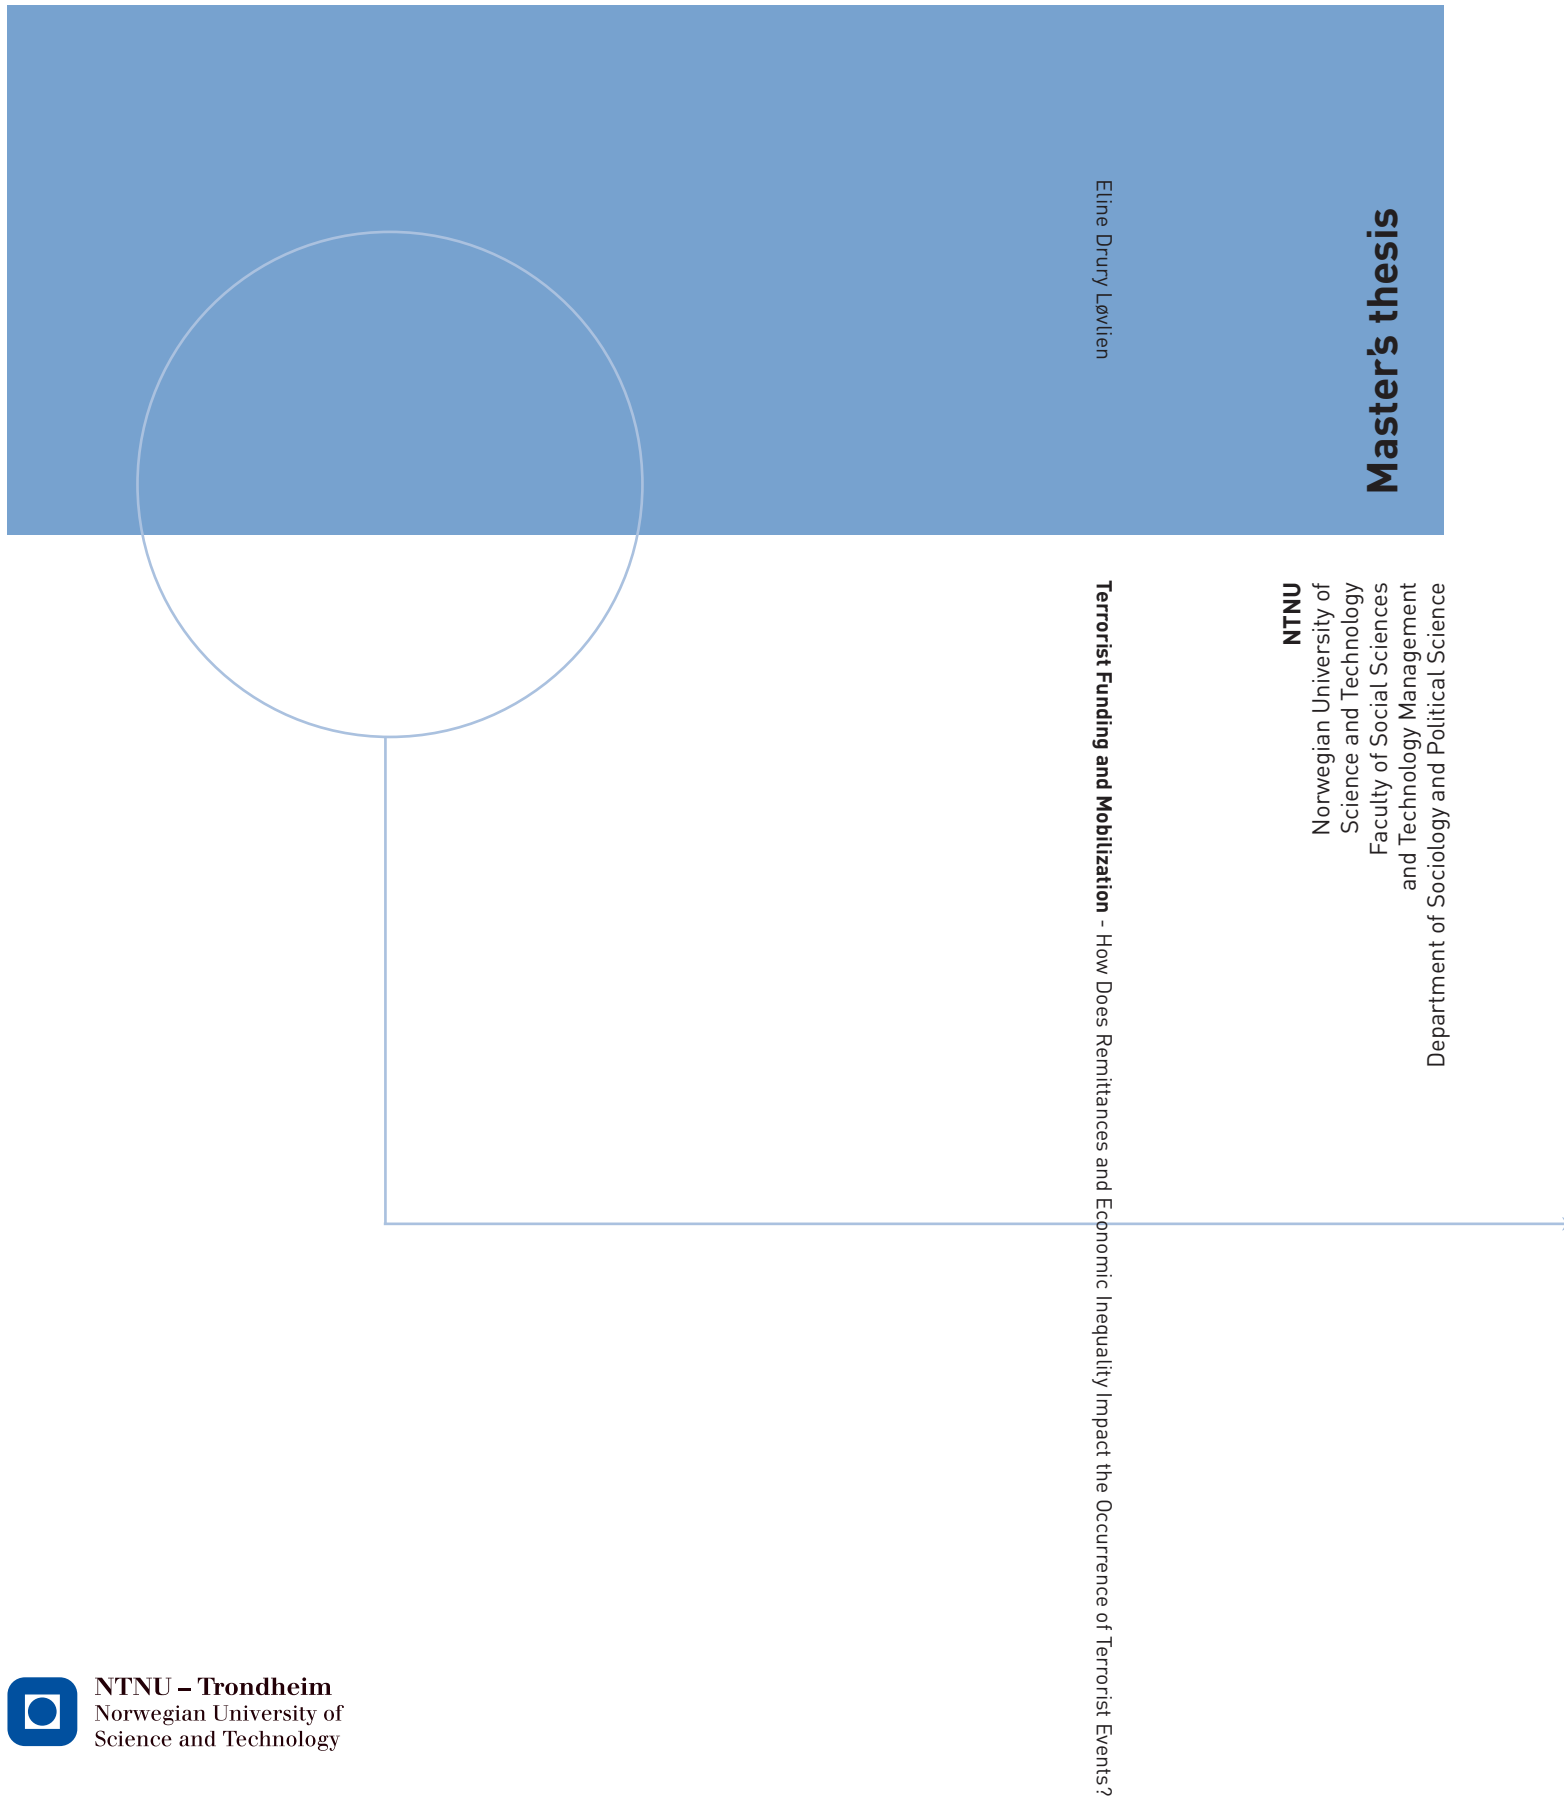 Eline Drury Løvlien
Terrorist Funding and Mobilization - How Does Remittances and Economic Inequality Impact the Occurrence of Terrorist Events?
Master's thesis
NTNU
Norwegian University of
Science and Technology
Faculty of Social Sciences
and Technology Management
Department of Sociology and Political Science
NTNU – Trondheim
Norwegian University of
Science and Technology